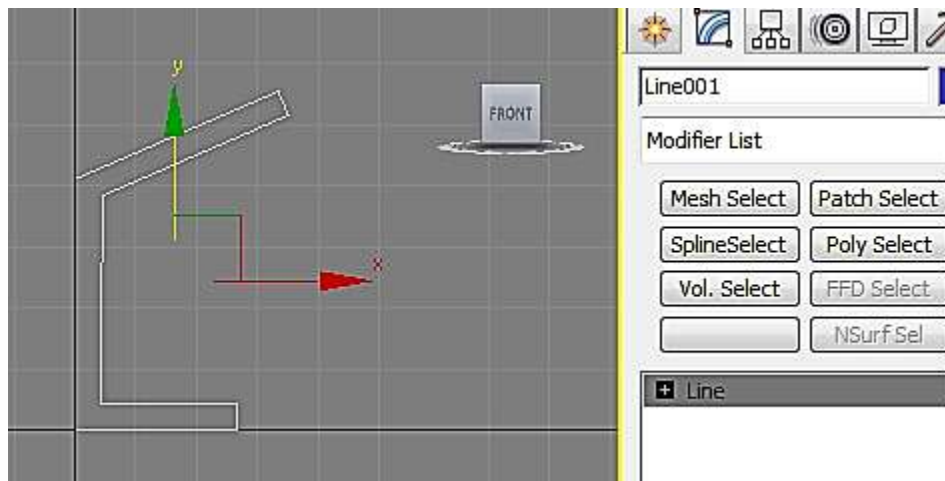 y
x
FRONT
Line001
Modifier List
Mesh Select
Patch Select
SplineSelect
Poly Select
Vol. Select
FFD Select
NSurf Sel
Line